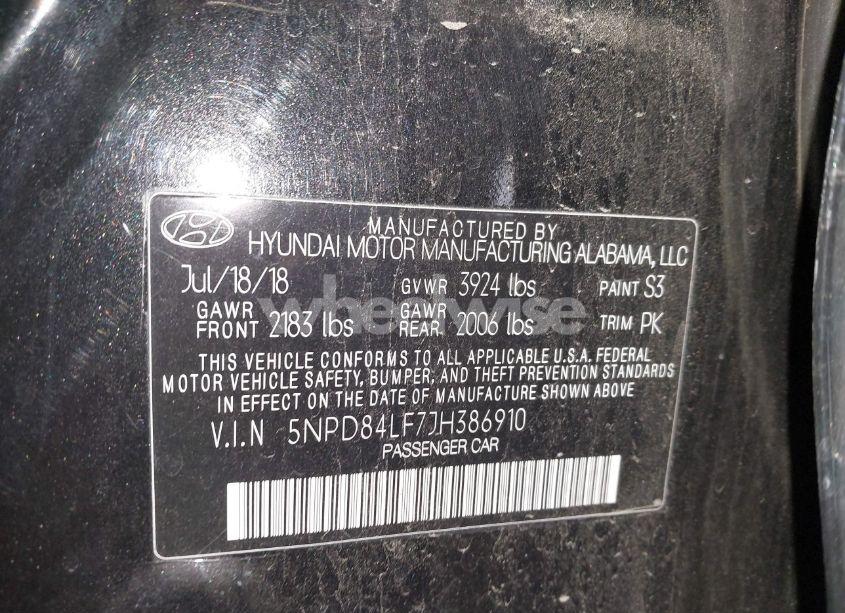 MANUFACTURED BY
HYUNDAI MOTOR MANUFACTURING ALABAMA, LLC
Jul/18/18 GVWR 3924 lbs PAINT S3
GAWR FRONT 2183 lbs GAWR REAR 2006 lbs TRIM PK
THIS VEHICLE CONFORMS TO ALL APPLICABLE U.S.A. FEDERAL
MOTOR VEHICLE SAFETY, BUMPER, AND THEFT PREVENTION STANDARDS
IN EFFECT ON THE DATE OF MANUFACTURE SHOWN ABOVE
V.I.N 5NPD84LF7JH386910
PASSENGER CAR
wheelwise